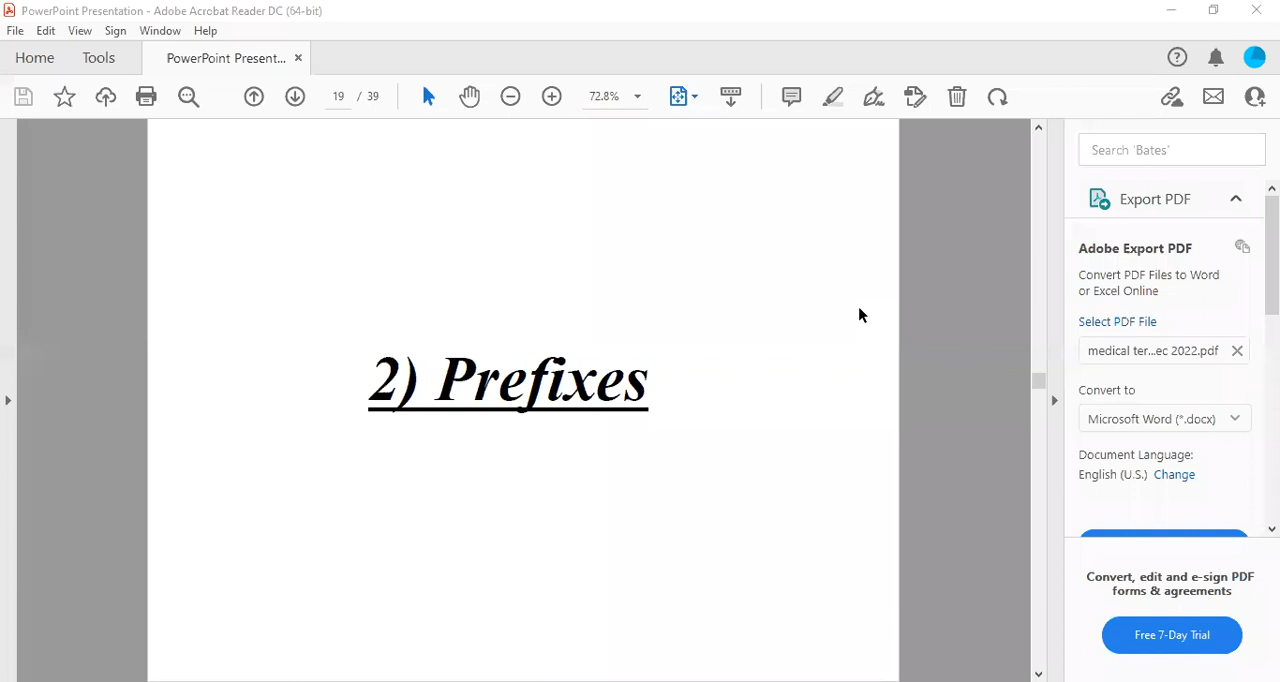 PowerPoint Presentation - Adobe Acrobat Reader DC (64-bit)
File Edit View Sign Window Help
Home Tools PowerPoint Present... ×
19 / 39 72.8%
2) Prefixes
Search 'Bates'
Export PDF
Adobe Export PDF
Convert PDF Files to Word
or Excel Online
Select PDF File
medical ter...ec 2022.pdf
Convert to
Microsoft Word (*.docx)
Document Language:
English (U.S.) Change
Convert, edit and e-sign PDF
forms & agreements
Free 7-Day Trial